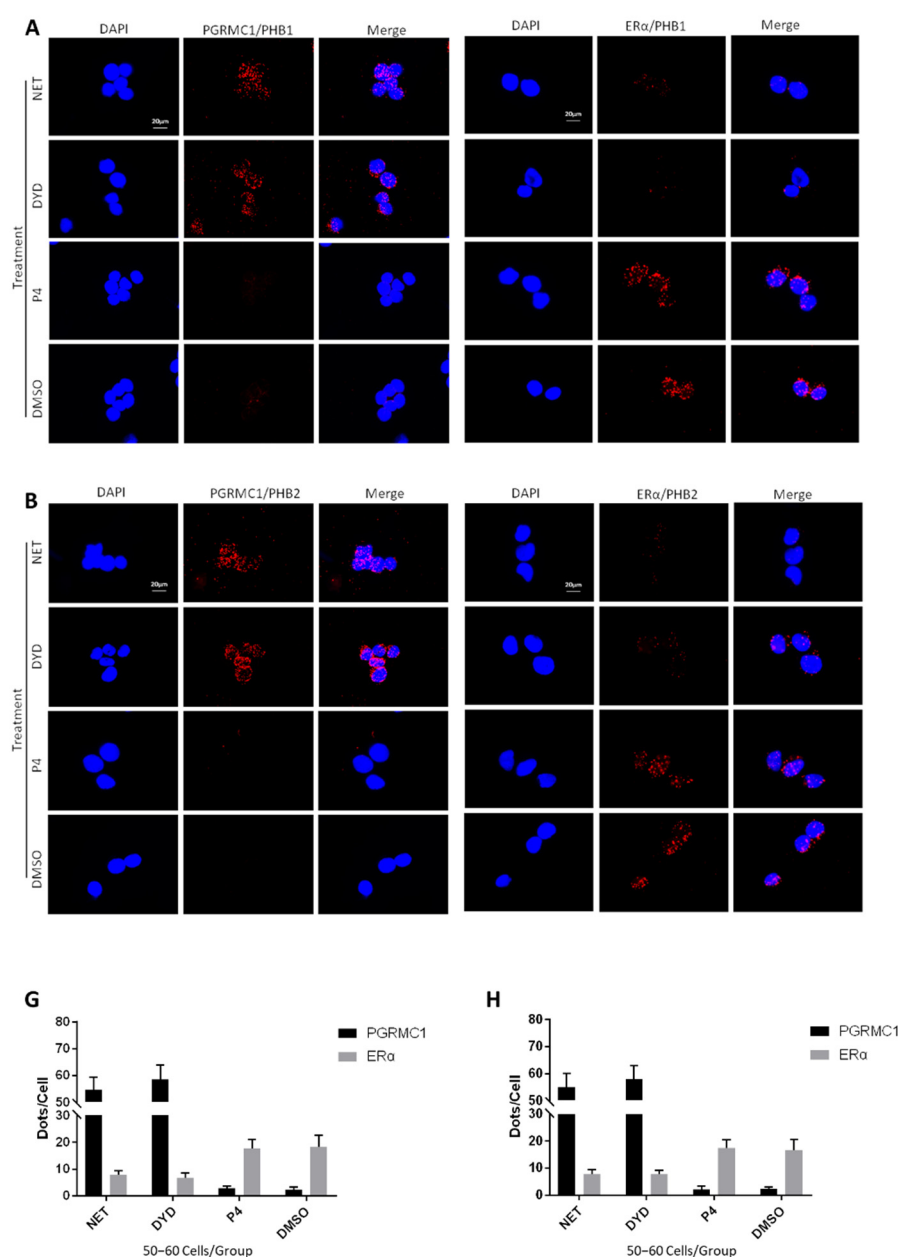 A
DAPI PGRMC1/PHB1 Merge DAPI ERα/PHB1 Merge
Treatment
NET
20μm 20μm
DYD
P4
DMSO
B
DAPI PGRMC1/PHB2 Merge DAPI ERα/PHB2 Merge
Treatment
NET
20μm 20μm
DYD
P4
DMSO
G
80
70
60
50
30
20
10
0
Dots/Cell
PGRMC1
ERα
NET DYD P4 DMSO
50–60 Cells/Group
H
80
70
60
50
30
20
10
0
Dots/Cell
PGRMC1
ERα
NET DYD P4 DMSO
50–60 Cells/Group